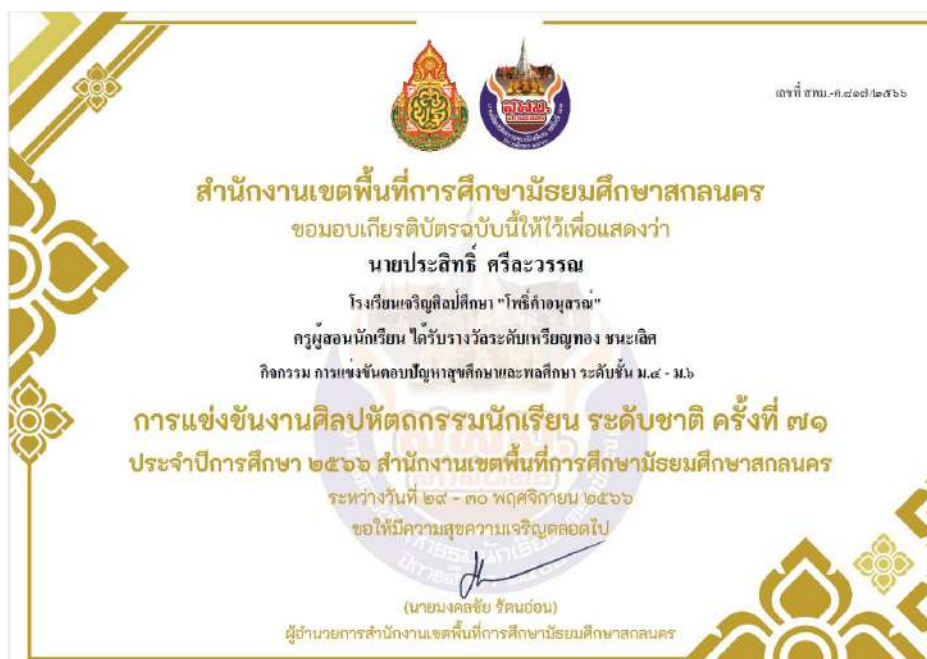 สพม.
เลขที่ สพม.-ค.๘๑๗/๒๕๖๖
สำนักงานเขตพื้นที่การศึกษามัธยมศึกษาสกลนคร
ขอมอบเกียรติบัตรฉบับนี้ให้ไว้เพื่อแสดงว่า
นายประสิทธิ์ ศรีละวรรณ
โรงเรียนเจริญศิลป์ศึกษา "โพธิ์คำอนุสรณ์"
ครูผู้สอนนักเรียน ได้รับรางวัลระดับเหรียญทอง ชนะเลิศ
กิจกรรม การแข่งขันตอบปัญหาสุขศึกษาและพลศึกษา ระดับชั้น ม.๔ - ม.๖
การแข่งขันงานศิลปหัตถกรรมนักเรียน ระดับชาติ ครั้งที่ ๗๑
ประจำปีการศึกษา ๒๕๖๖ สำนักงานเขตพื้นที่การศึกษามัธยมศึกษาสกลนคร
ระหว่างวันที่ ๒๙ - ๓๐ พฤศจิกายน ๒๕๖๖
ขอให้มีความสุขความเจริญตลอดไป
(นายมงคลชัย รัตนอ่อน)
ผู้อำนวยการสำนักงานเขตพื้นที่การศึกษามัธยมศึกษาสกลนคร